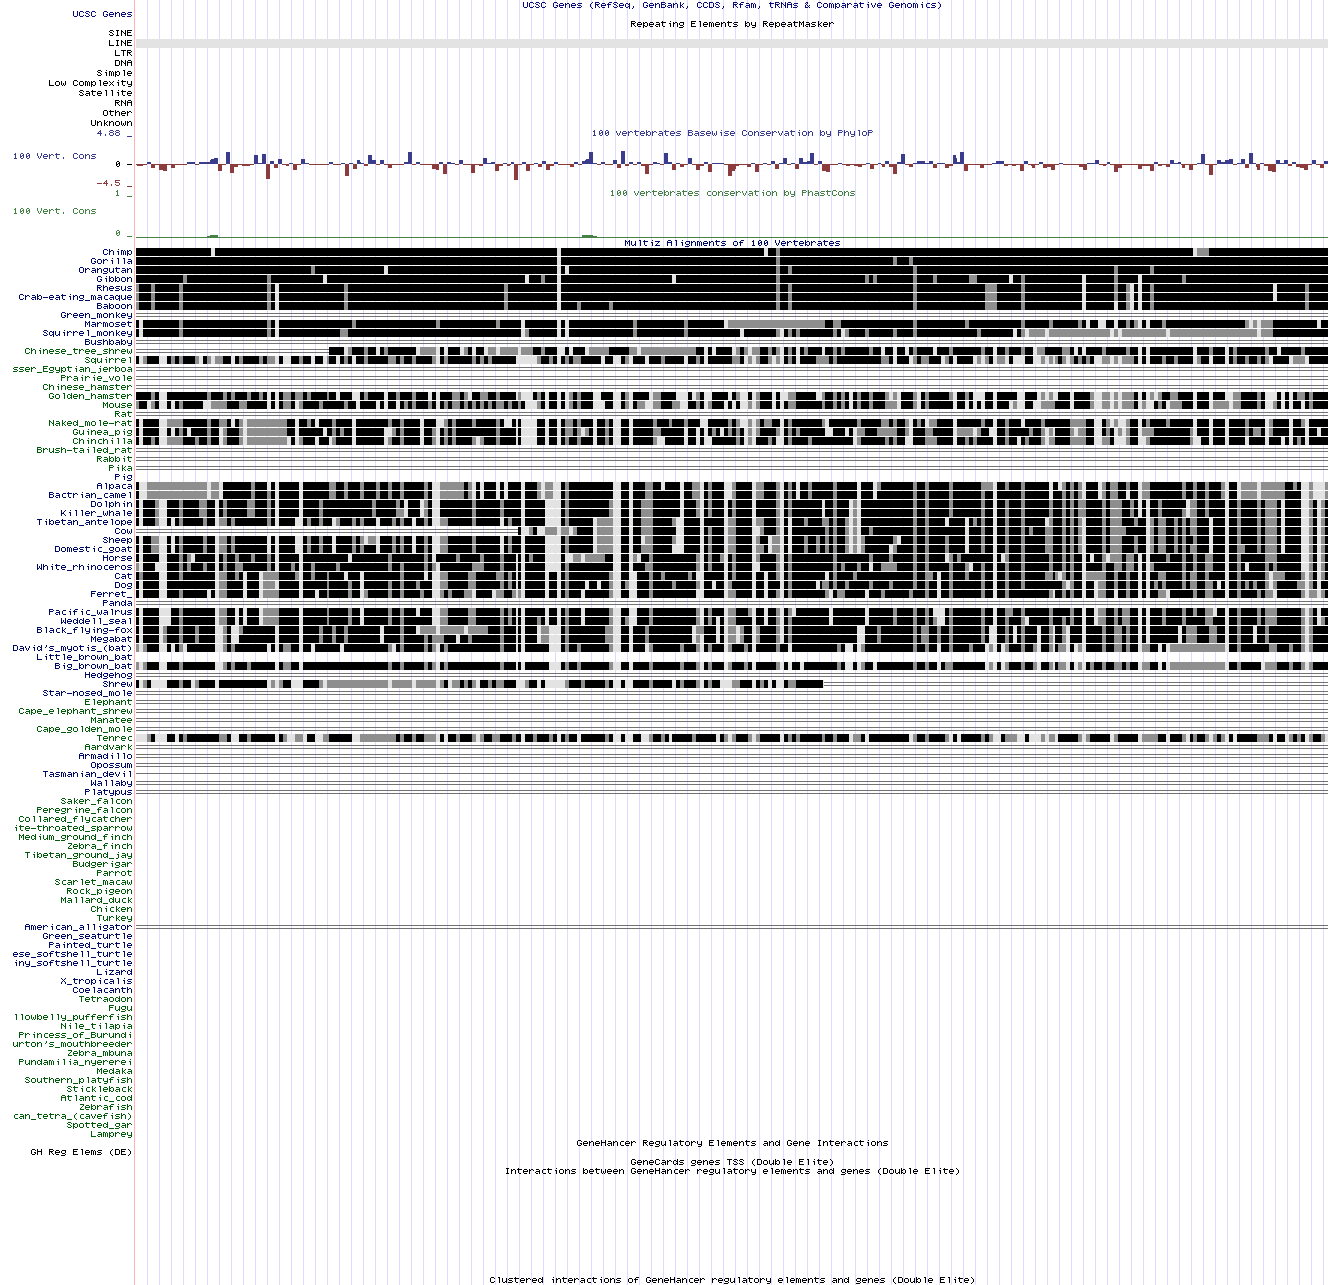 UCSC Genes (RefSeq, GenBank, CCDS, Rfam, tRNAs & Comparative Genomics)
UCSC Genes
Repeating Elements by RepeatMasker
SINE
LINE
LTR
DNA
Simple
Low Complexity
Satellite
RNA
Other
Unknown
4.88 _
100 vertebrates Basewise Conservation by PhyloP
100 Vert. Cons
0 -
-4.5 _
100 vertebrates conservation by PhastCons
1 _
100 Vert. Cons
0 _
Multiz Alignments of 100 Vertebrates
Chimp
Gorilla
Orangutan
Gibbon
Rhesus
Crab-eating_macaque
Baboon
Green_monkey
Marmoset
Squirrel_monkey
Bushbaby
Chinese_tree_shrew
Squirrel
sser_Egyptian_jerboa
Prairie_vole
Chinese_hamster
Golden_hamster
Mouse
Rat
Naked_mole-rat
Guinea_pig
Chinchilla
Brush-tailed_rat
Rabbit
Pika
Pig
Alpaca
Bactrian_camel
Dolphin
Killer_whale
Tibetan_antelope
Cow
Sheep
Domestic_goat
Horse
White_rhinoceros
Cat
Dog
Ferret_
Panda
Pacific_walrus
Weddell_seal
Black_flying-fox
Megabat
David's_myotis_(bat)
Little_brown_bat
Big_brown_bat
Hedgehog
Shrew
Star-nosed_mole
Elephant
Cape_elephant_shrew
Manatee
Cape_golden_mole
Tenrec
Aardvark
Armadillo
Opossum
Tasmanian_devil
Wallaby
Platypus
Saker_falcon
Peregrine_falcon
Collared_flycatcher
ite-throated_sparrow
Medium_ground_finch
Zebra_finch
Tibetan_ground_jay
Budgerigar
Parrot
Scarlet_macaw
Rock_pigeon
Mallard_duck
Chicken
Turkey
American_alligator
Green_seaturtle
Painted_turtle
ese_softshell_turtle
iny_softshell_turtle
Lizard
X_tropicalis
Coelacanth
Tetraodon
Fugu
llowbelly_pufferfish
Nile_tilapia
Princess_of_Burundi
urton's_mouthbreeder
Zebra_mbuna
Pundamilia_nyererei
Medaka
Southern_platyfish
Stickleback
Atlantic_cod
Zebrafish
can_tetra_(cavefish)
Spotted_gar
Lamprey
GeneHancer Regulatory Elements and Gene Interactions
GH Reg Elems (DE)
GeneCards genes TSS (Double Elite)
Interactions between GeneHancer regulatory elements and genes (Double Elite)
Clustered interactions of GeneHancer regulatory elements and genes (Double Elite)